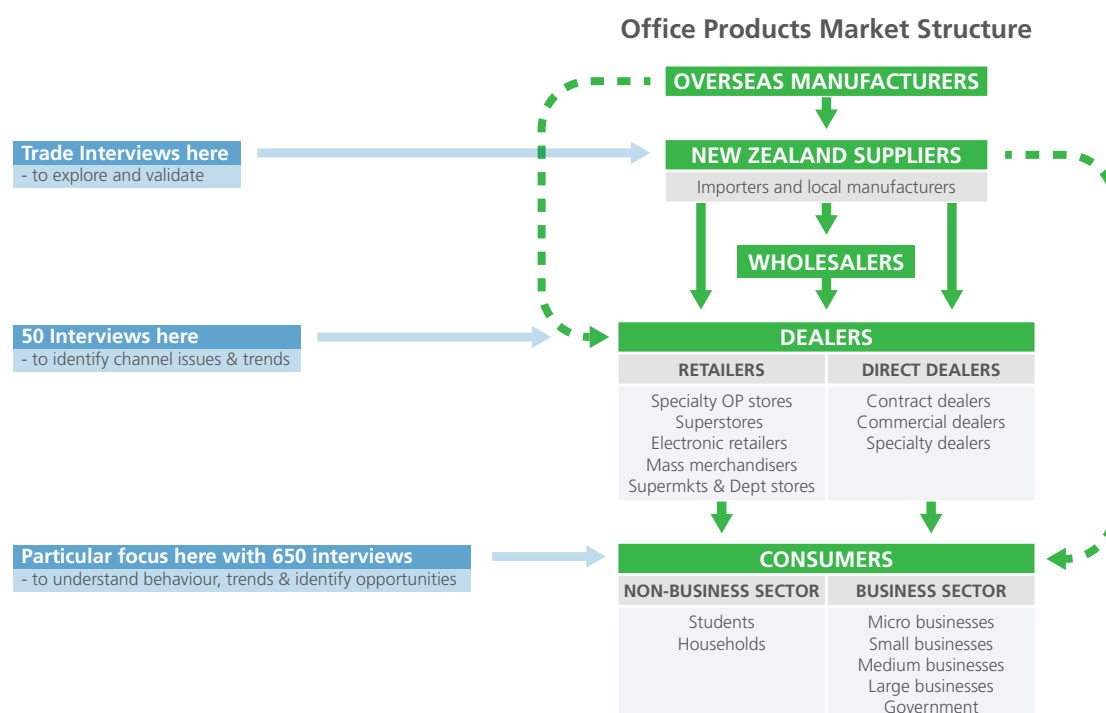 Office Products Market Structure
OVERSEAS MANUFACTURERS
Trade Interviews here
- to explore and validate
NEW ZEALAND SUPPLIERS
Importers and local manufacturers
WHOLESALERS
50 Interviews here
- to identify channel issues & trends
DEALERS
RETAILERS
Specialty OP stores
Superstores
Electronic retailers
Mass merchandisers
Supermkts & Dept stores
DIRECT DEALERS
Contract dealers
Commercial dealers
Specialty dealers
Particular focus here with 650 interviews
- to understand behaviour, trends & identify opportunities
CONSUMERS
NON-BUSINESS SECTOR
Students
Households
BUSINESS SECTOR
Micro businesses
Small businesses
Medium businesses
Large businesses
Government